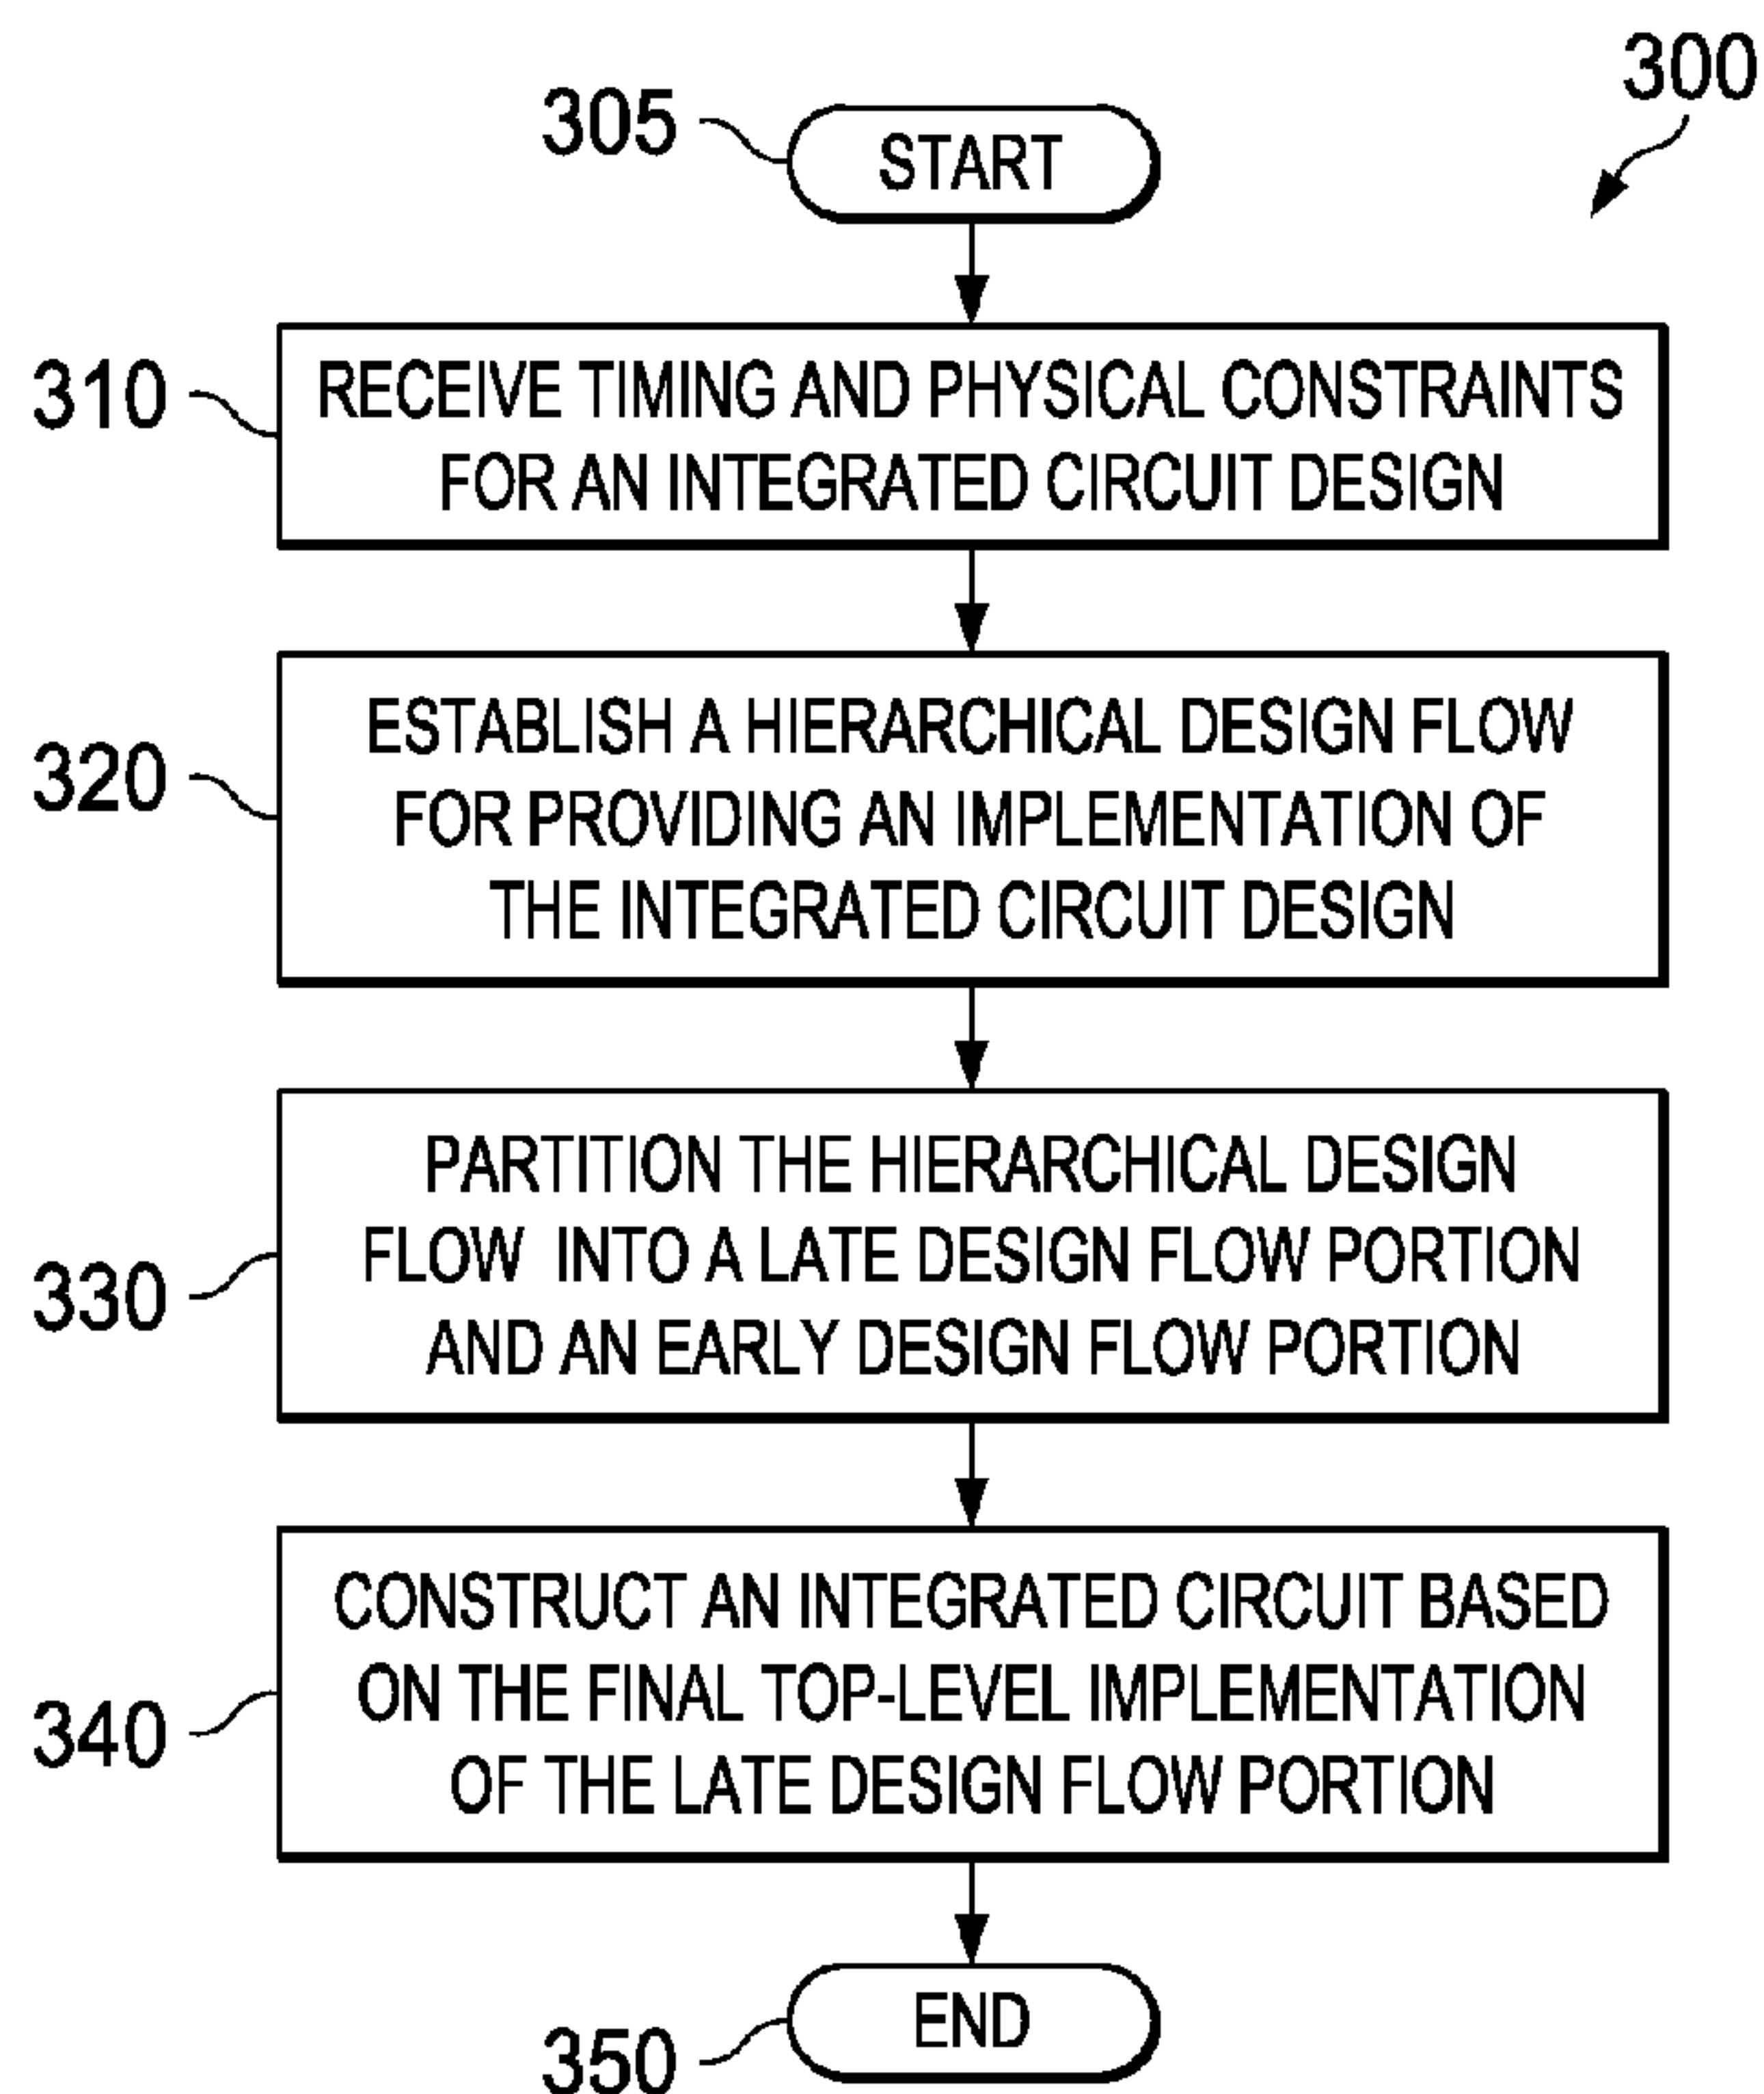 300
305
START
310
RECEIVE TIMING AND PHYSICAL CONSTRAINTS
FOR AN INTEGRATED CIRCUIT DESIGN
320
ESTABLISH A HIERARCHICAL DESIGN FLOW
FOR PROVIDING AN IMPLEMENTATION OF
THE INTEGRATED CIRCUIT DESIGN
330
PARTITION THE HIERARCHICAL DESIGN
FLOW INTO A LATE DESIGN FLOW PORTION
AND AN EARLY DESIGN FLOW PORTION
340
CONSTRUCT AN INTEGRATED CIRCUIT BASED
ON THE FINAL TOP-LEVEL IMPLEMENTATION
OF THE LATE DESIGN FLOW PORTION
END
350